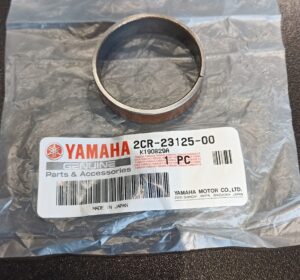 YAMAHA 2CR-23125-00
K190829A
GENUINE
Parts & Accessories
1 PC
YAMAHA MOTOR CO.,LTD.
MADE IN JAPAN